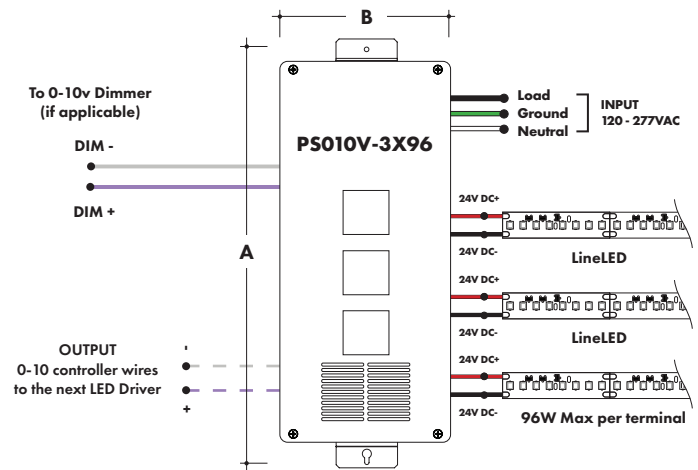 B
To 0-10v Dimmer
(if applicable)
DIM -
DIM +
A
PS010V-3X96
Load
Ground
Neutral
INPUT
120 - 277VAC
24V DC+
24V DC-
LineLED
24V DC+
24V DC-
LineLED
24V DC+
24V DC-
96W Max per terminal
OUTPUT
0-10 controller wires
to the next LED Driver
-
+